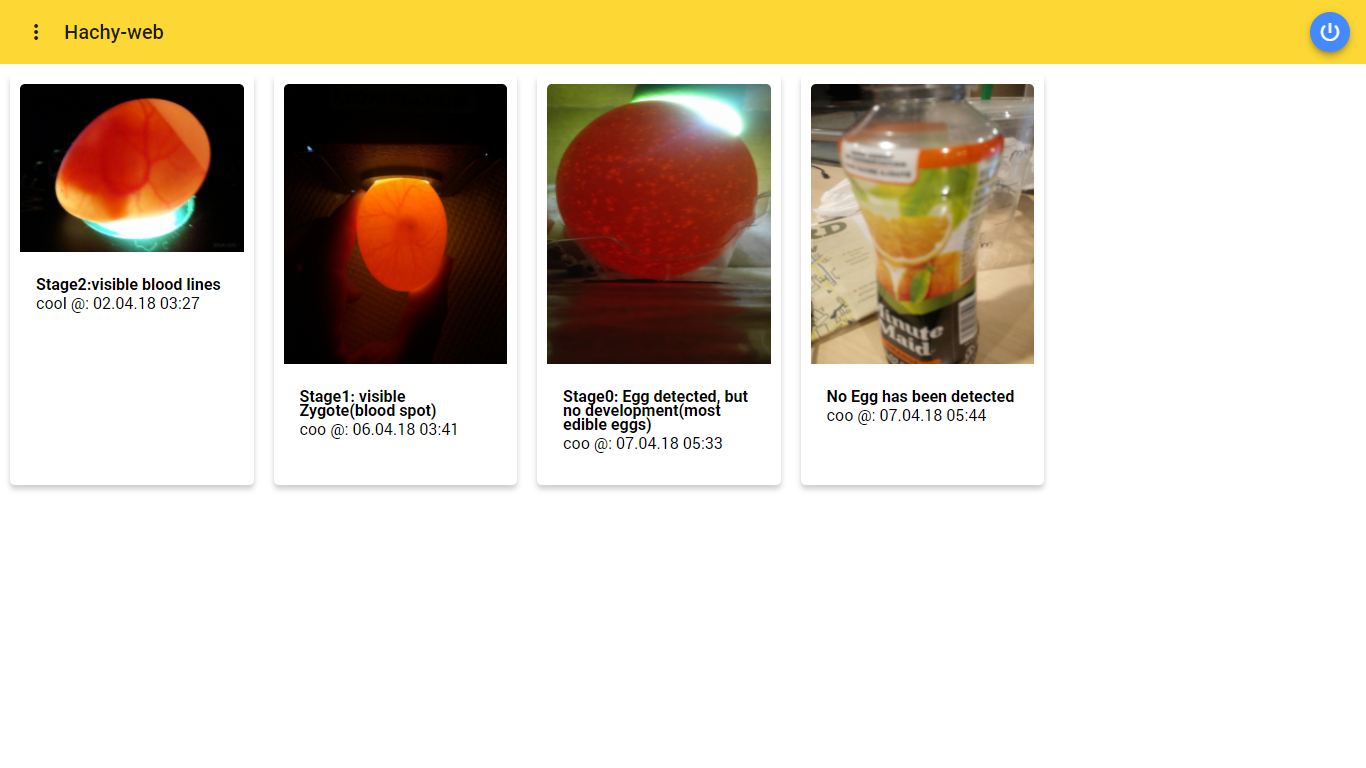 Hachy-web
Stage2:visible blood lines
cool @: 02.04.18 03:27
Stage1: visible
Zygote(blood spot)
coo @: 06.04.18 03:41
Stage0: Egg detected, but
no development(most
edible eggs)
coo @: 07.04.18 05:33
Minute
Maid
No Egg has been detected
coo @: 07.04.18 05:44